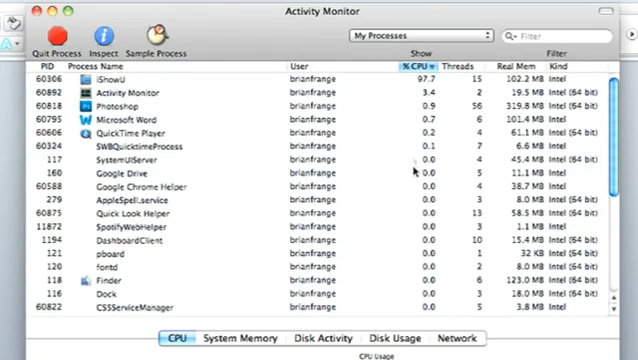 Activity Monitor
Quit Process Inspect Sample Process My Processes Filter
Show Filter
PID Process Name User % CPU Threads Real Mem Kind
60306 iShowU brianfrange 97.7 15 102.2 MB Intel
60892 Activity Monitor brianfrange 3.4 2 19.5 MB Intel (64 bit)
60818 Photoshop brianfrange 0.9 56 319.8 MB Intel (64 bit)
60795 Microsoft Word brianfrange 0.7 6 101.4 MB Intel
60606 QuickTime Player brianfrange 0.2 4 61.1 MB Intel (64 bit)
60324 SWBQuicktimeProcess brianfrange 0.1 7 6.6 MB Intel
117 SystemUIServer brianfrange 0.0 4 45.4 MB Intel (64 bit)
160 Google Drive brianfrange 0.0 5 11.1 MB Intel
60588 Google Chrome Helper brianfrange 0.0 4 38.7 MB Intel
279 AppleSpell.service brianfrange 0.0 3 8.0 MB Intel (64 bit)
60875 Quick Look Helper brianfrange 0.0 13 58.5 MB Intel (64 bit)
11872 SpotifyWebHelper brianfrange 0.0 3 1.1 MB Intel
1194 DashboardClient brianfrange 0.0 10 15.4 MB Intel (64 bit)
121 pboard brianfrange 0.0 1 32 KB Intel (64 bit)
120 fontd brianfrange 0.0 2 8.0 MB Intel (64 bit)
118 Finder brianfrange 0.0 6 123.0 MB Intel (64 bit)
116 Dock brianfrange 0.0 3 18.0 MB Intel (64 bit)
60822 CS5ServiceManager brianfrange 0.0 5 3.8 MB Intel
CPU System Memory Disk Activity Disk Usage Network
CPU Usage